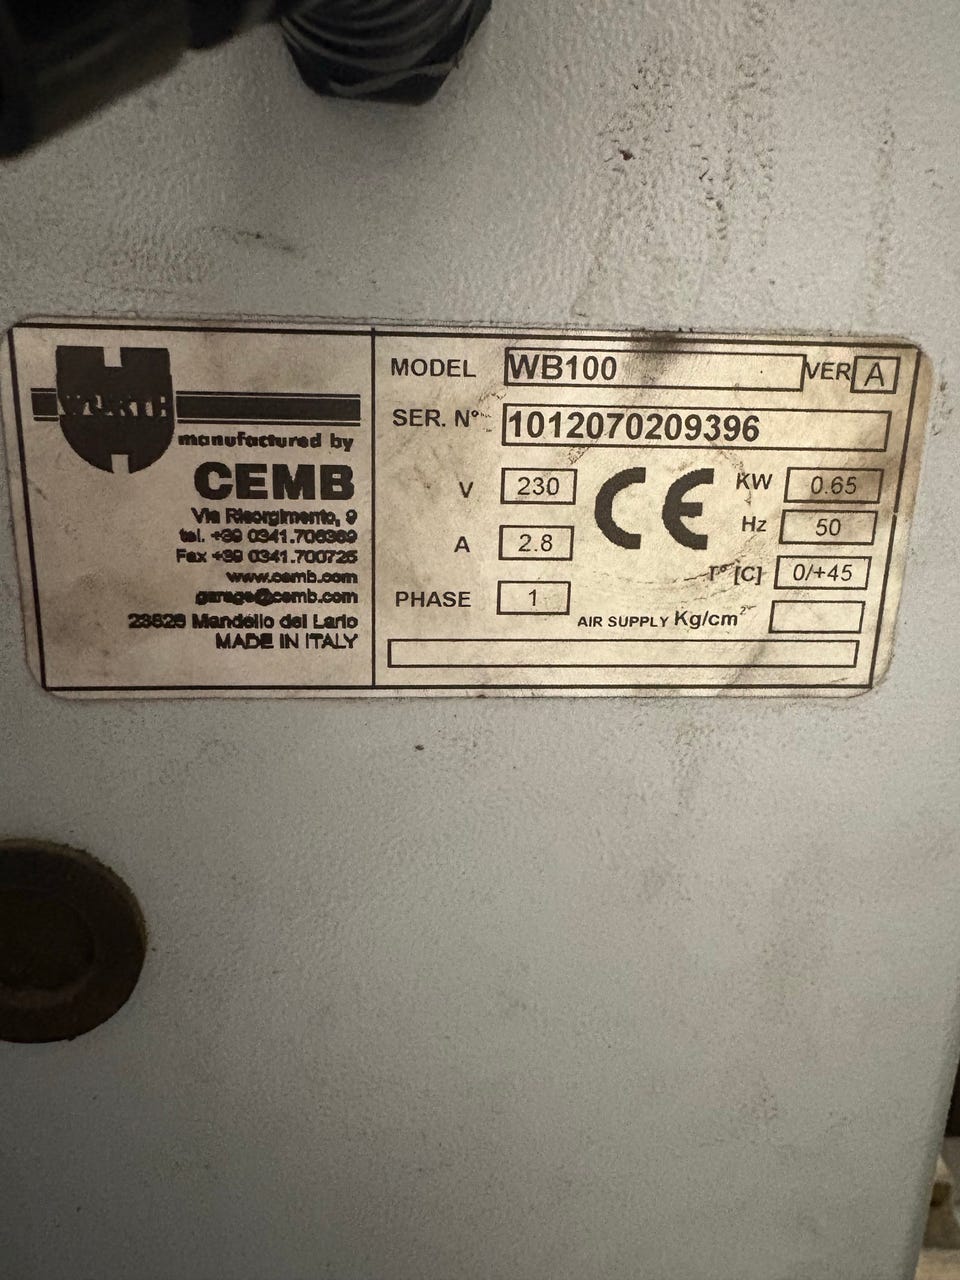 WÜRTH
manufactured by
CEMB
Via Risorgimento, 9
tel. +39 0341.706369
Fax +39 0341.700725
www.cemb.com
garage@cemb.com
23826 Mandello del Lario
MADE IN ITALY
MODEL WB100 VER A
SER. N° 1012070209396
V 230
A 2.8
PHASE 1
CE
KW 0.65
Hz 50
T° [C] 0/+45
AIR SUPPLY Kg/cm²